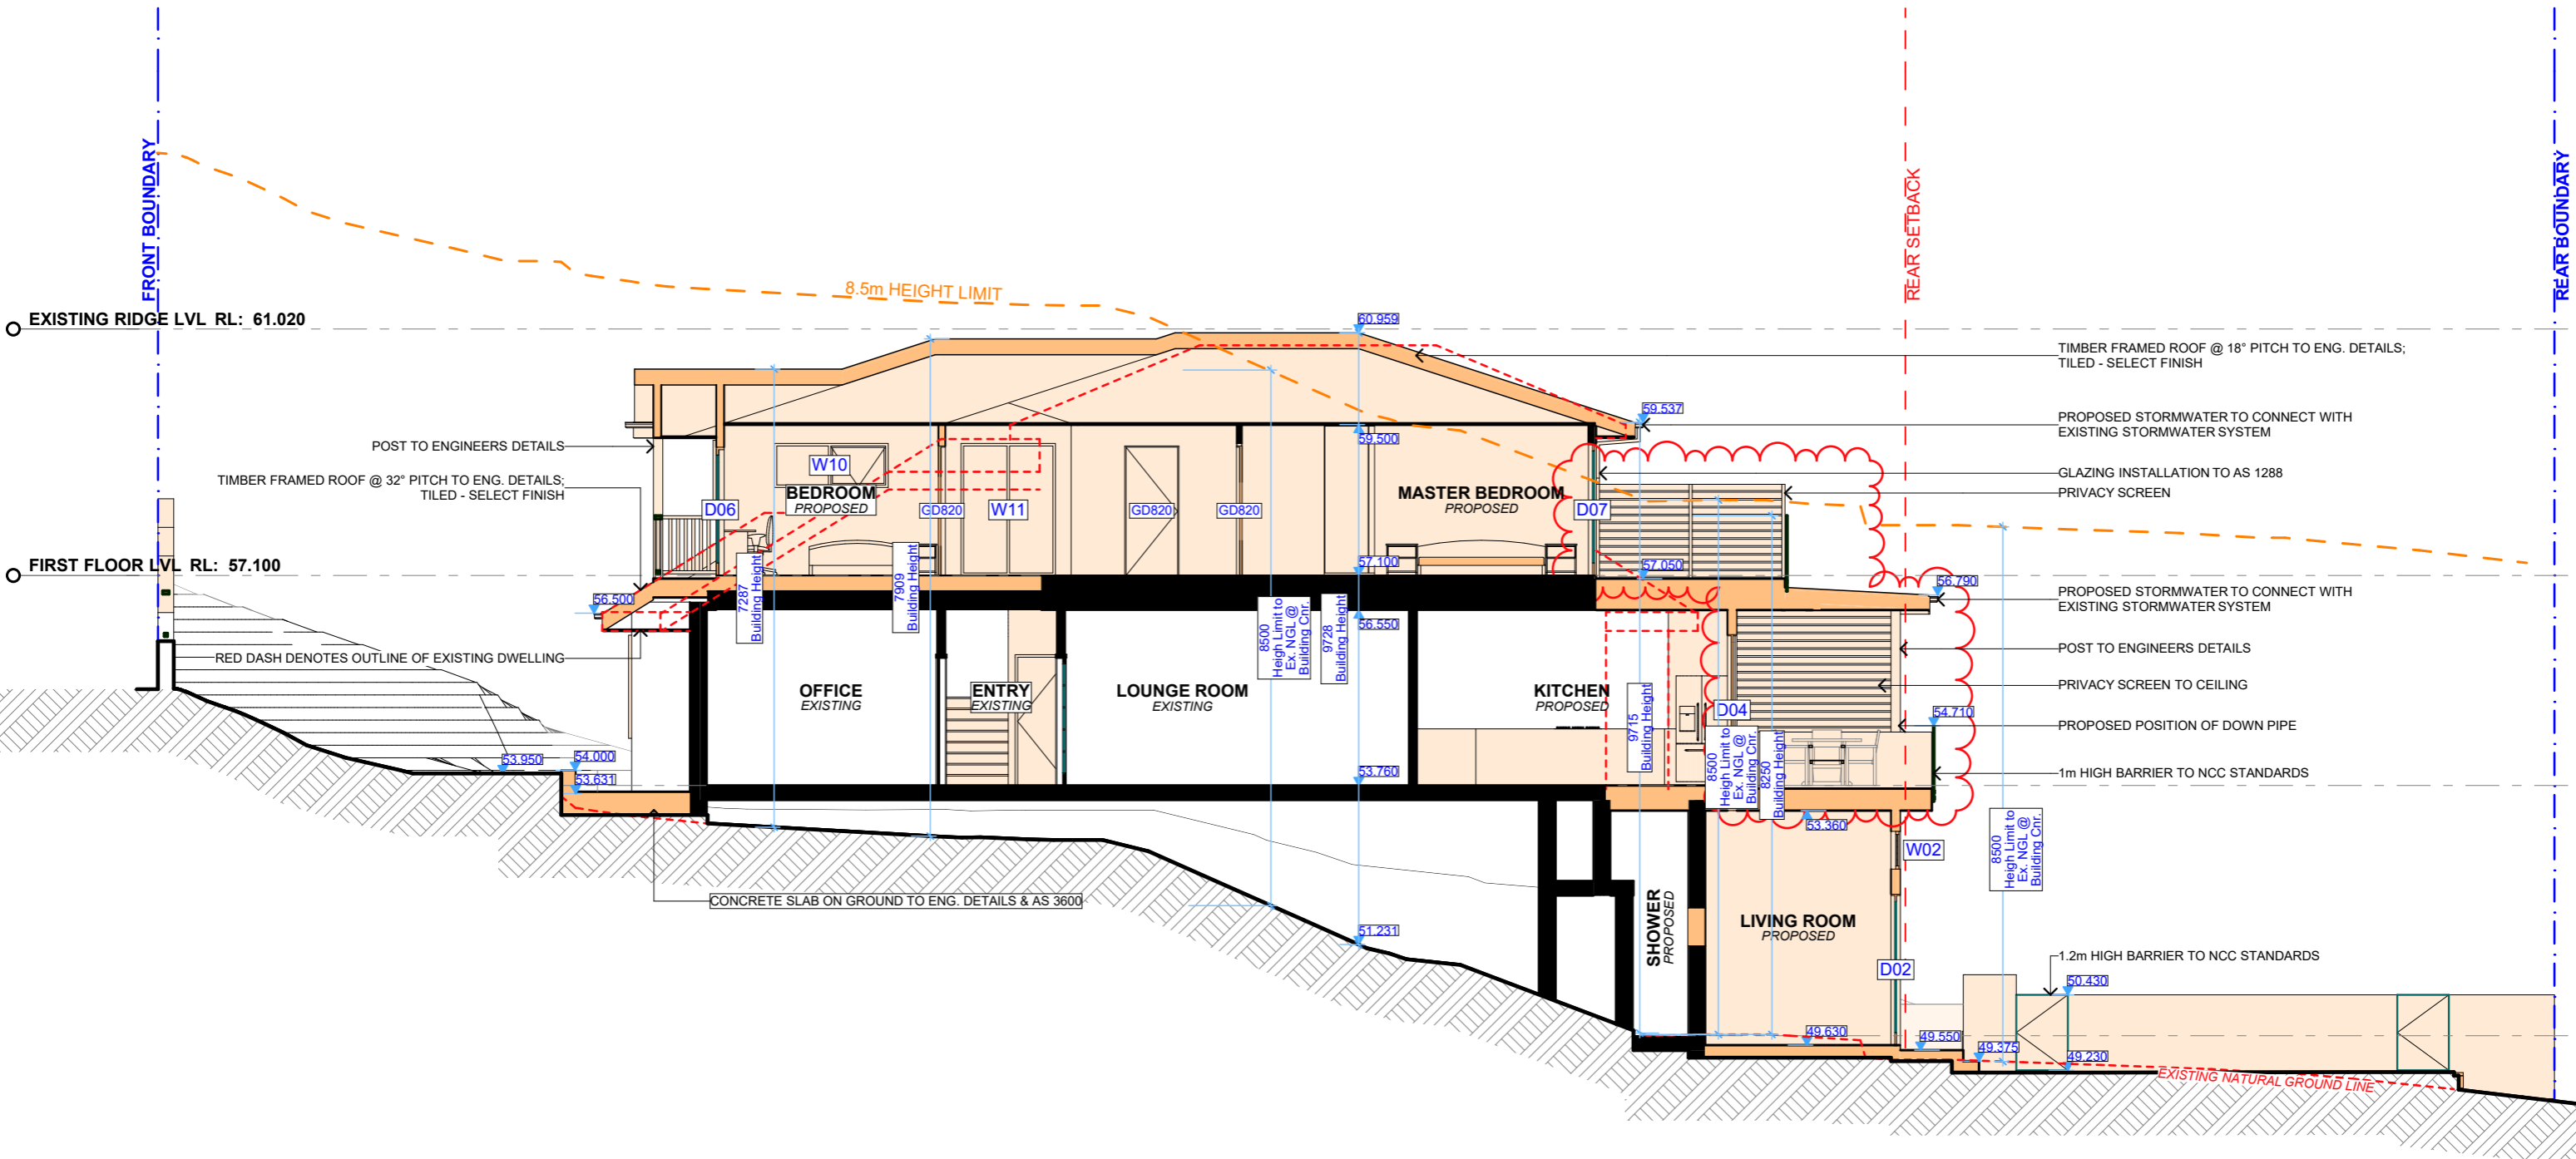 FRONT BOUNDARY
REAR SETBACK
REAR BOUNDARY
8.5m HEIGHT LIMIT
EXISTING RIDGE LVL RL: 61.020
60.959
TIMBER FRAMED ROOF @ 18° PITCH TO ENG. DETAILS;
TILED - SELECT FINISH
59.537
PROPOSED STORMWATER TO CONNECT WITH
EXISTING STORMWATER SYSTEM
59.500
POST TO ENGINEERS DETAILS
TIMBER FRAMED ROOF @ 32° PITCH TO ENG. DETAILS;
TILED - SELECT FINISH
W10
BEDROOM
PROPOSED
MASTER BEDROOM
PROPOSED
GLAZING INSTALLATION TO AS 1288
PRIVACY SCREEN
D06
GD820
W11
GD820
GD820
D07
FIRST FLOOR LVL RL: 57.100
57.100
57.050
56.790
56.500
56.550
7287
Building Height
7909
Building Height
8500
Heigh Limit to
Ex. NGL @
Building Cnr.
9728
Building Height
PROPOSED STORMWATER TO CONNECT WITH
EXISTING STORMWATER SYSTEM
POST TO ENGINEERS DETAILS
RED DASH DENOTES OUTLINE OF EXISTING DWELLING
PRIVACY SCREEN TO CEILING
OFFICE
EXISTING
ENTRY
EXISTING
LOUNGE ROOM
EXISTING
KITCHEN
PROPOSED
D04
54.710
PROPOSED POSITION OF DOWN PIPE
9715
Building Height
8500
Heigh Limit to
Ex. NGL @
Building Cnr.
8250
Building Height
53.950
54.000
53.631
53.760
1m HIGH BARRIER TO NCC STANDARDS
53.360
W02
8500
Heigh Limit to
Ex. NGL @
Building Cnr.
CONCRETE SLAB ON GROUND TO ENG. DETAILS & AS 3600
51.231
SHOWER
PROPOSED
LIVING ROOM
PROPOSED
D02
1.2m HIGH BARRIER TO NCC STANDARDS
50.430
49.630
49.550
49.375
49.230
EXISTING NATURAL GROUND LINE